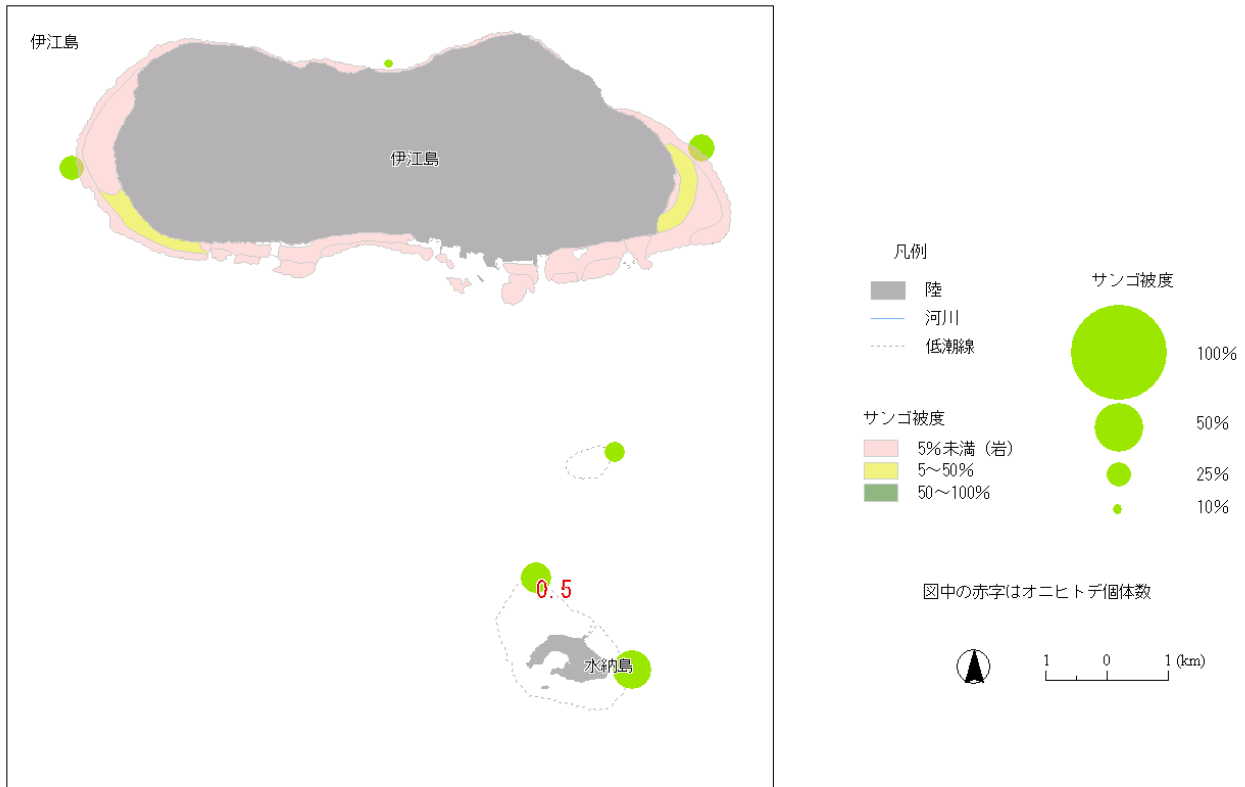 伊江島
伊江島
0.5
水納島
凡例
陸
河川
低潮線
サンゴ被度
5%未満（岩）
5～50%
50～100%
サンゴ被度
100%
50%
25%
10%
図中の赤字はオニヒトデ個体数
1 0 1 (km)